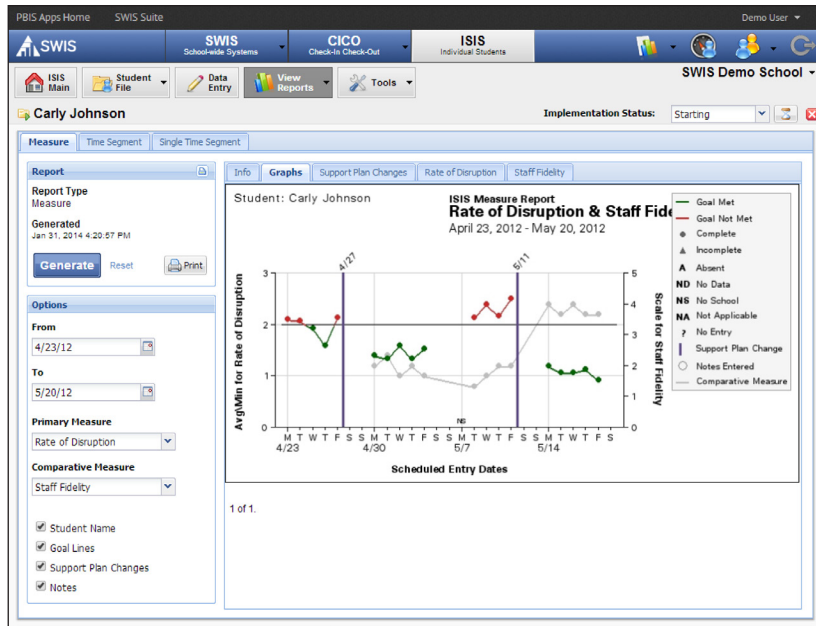 PBIS Apps Home SWIS Suite Demo User
SWIS SWIS CICO ISIS
School-wide Systems Check-In Check-Out Individual Students
ISIS Main Student File Data Entry View Reports Tools SWIS Demo School
Carly Johnson Implementation Status: Starting
Measure Time Segment Single Time Segment
Report
Report Type
Measure
Generated
Jan 31, 2014 4:20:57 PM
Generate Reset Print
Options
From
4/23/12
To
5/20/12
Primary Measure
Rate of Disruption
Comparative Measure
Staff Fidelity
Student Name
Goal Lines
Support Plan Changes
Notes
Info Graphs Support Plan Changes Rate of Disruption Staff Fidelity
Student: Carly Johnson
ISIS Measure Report
Rate of Disruption & Staff Fide
April 23, 2012 - May 20, 2012
Goal Met
Goal Not Met
Complete
Incomplete
A Absent
ND No Data
NS No School
NA Not Applicable
? No Entry
Support Plan Change
Notes Entered
Comparative Measure
4/27 5/11
Avg\Min for Rate of Disruption
3
2
1
0
NS
5
4
3
2
1
0
Scale for Staff Fidelity
M T W T F S S M T W T F S S M T W T F S S M T W T F S
4/23 4/30 5/7 5/14
Scheduled Entry Dates
1 of 1.